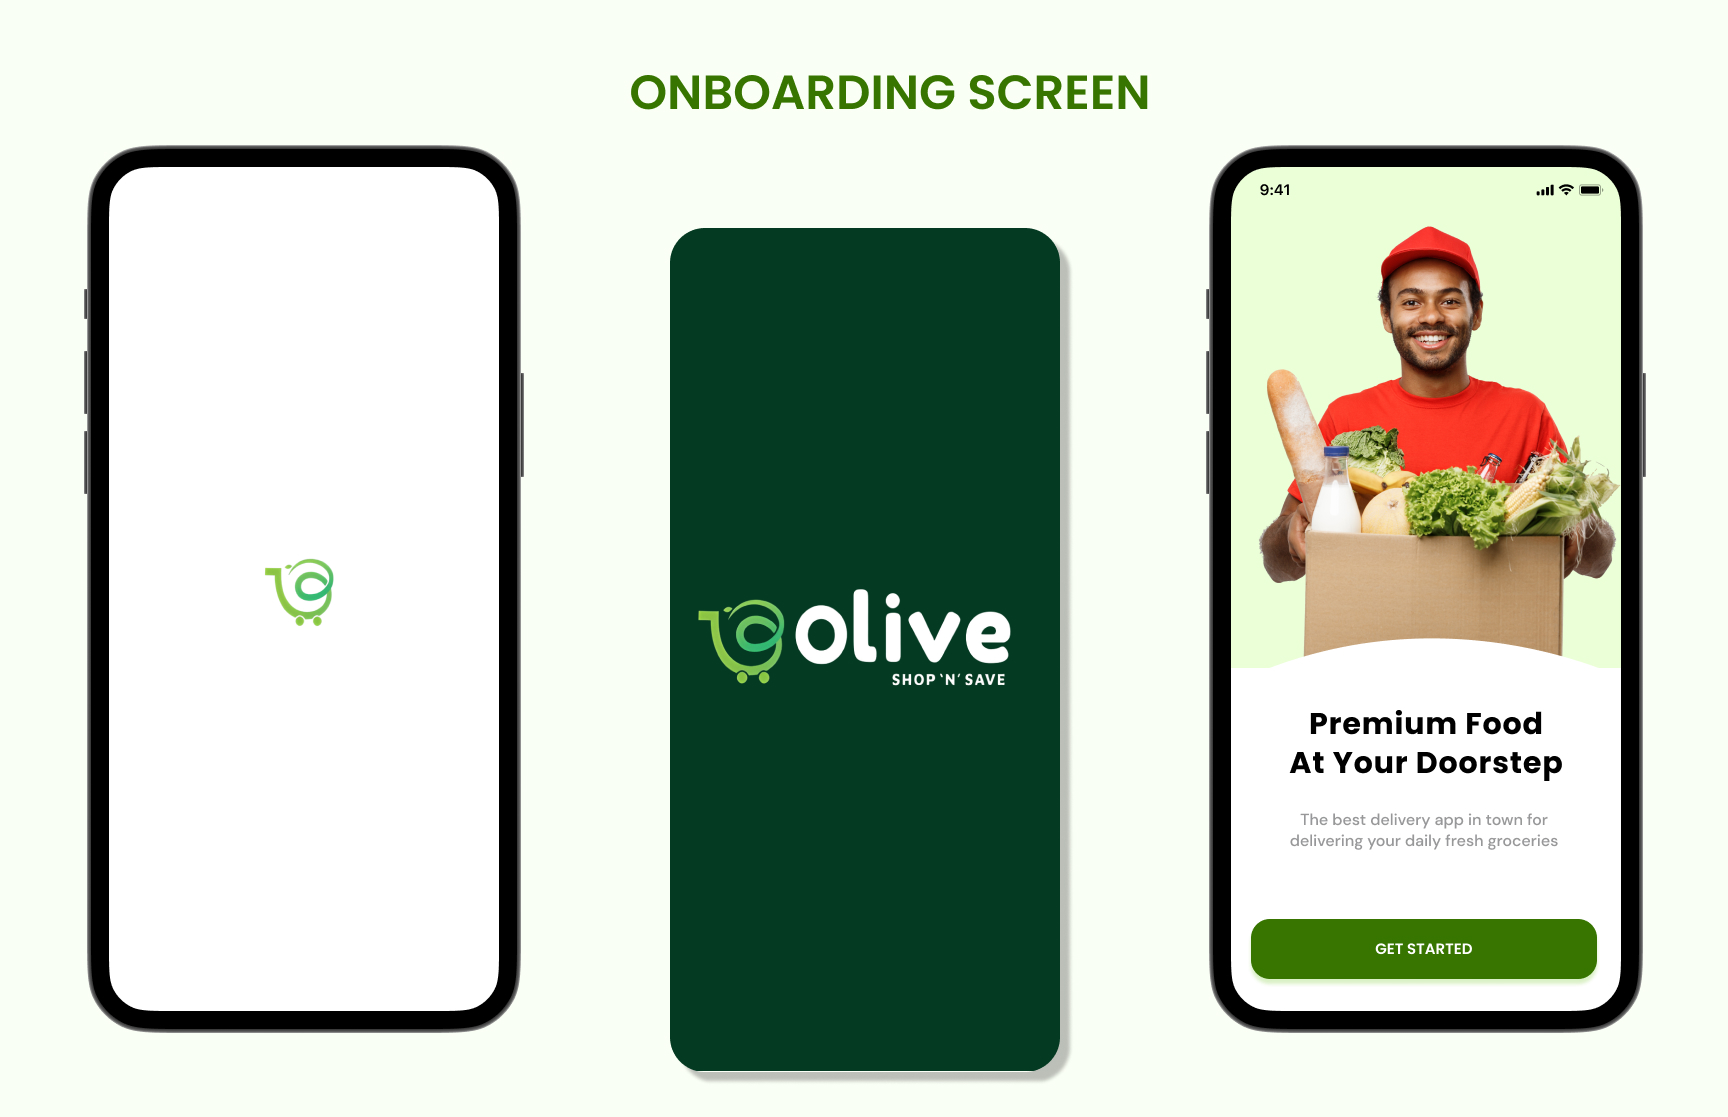 ONBOARDING SCREEN
olive
SHOP 'N' SAVE
9:41
Premium Food
At Your Doorstep
The best delivery app in town for
delivering your daily fresh groceries
GET STARTED